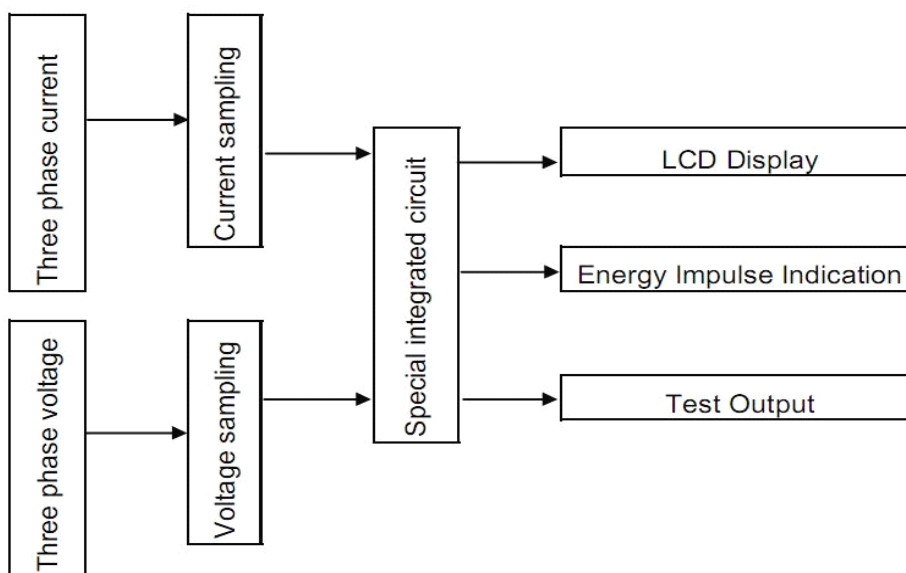 Three phase current
Current sampling
Three phase voltage
Voltage sampling
Special integrated circuit
LCD Display
Energy Impulse Indication
Test Output